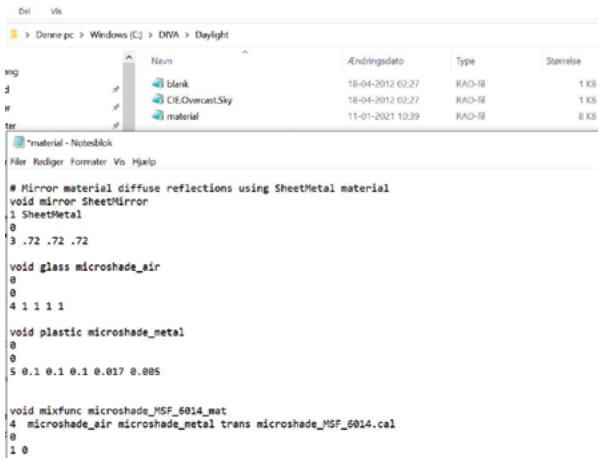 Del Vis
> Denne pc > Windows (C:) > DIVA > Daylight
Navn Ændringsdato Type Størrelse
ang
blank 18-04-2012 02:27 RAD-fil 1 KB
CIE.Overcast.Sky 18-04-2012 02:27 RAD-fil 1 KB
material 11-01-2021 10:39 RAD-fil 8 KB
*material - Notesblok
Filer Rediger Formater Vis Hjælp
# Mirror material diffuse reflections using SheetMetal material
void mirror SheetMirror
1 SheetMetal
0
3 .72 .72 .72
void glass microshade_air
0
0
4 1 1 1 1
void plastic microshade_metal
0
0
5 0.1 0.1 0.1 0.017 0.005
void mixfunc microshade_MSF_6014_mat
4 microshade_air microshade_metal trans microshade_MSF_6014.cal
0
1 0